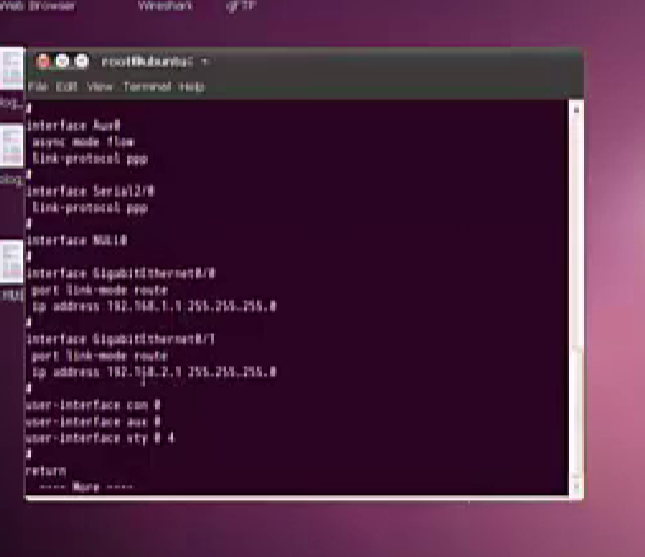 Web Browser Wireshark gFTP
root@ubuntu: ~
File Edit View Terminal Help
#
interface Aux0
async mode flow
link-protocol ppp
#
interface Serial2/0
link-protocol ppp
#
interface NULL0
#
interface GigabitEthernet0/0
port link-mode route
ip address 192.168.1.1 255.255.255.0
#
interface GigabitEthernet0/1
port link-mode route
ip address 192.168.2.1 255.255.255.0
#
user-interface con 0
user-interface aux 0
user-interface vty 0 4
#
return
---- More ----